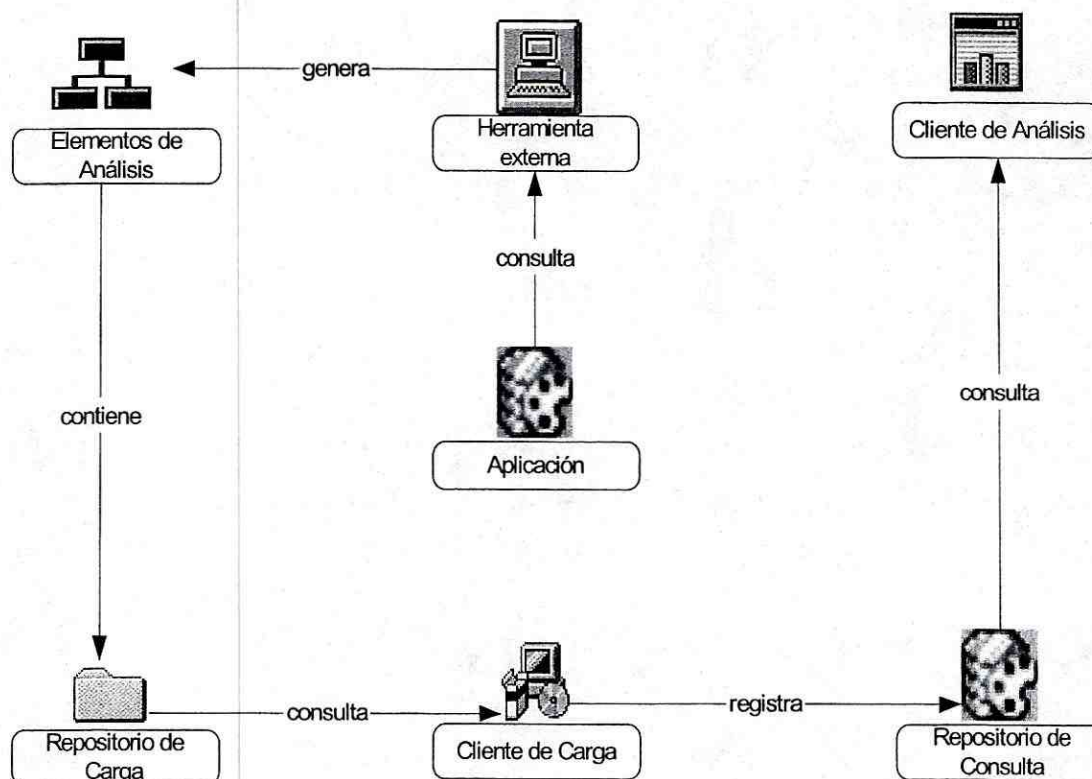 genera
Elementos de
Análisis
Herramienta
externa
Cliente de Análisis
consulta
contiene
consulta
Aplicación
consulta
registra
Repositorio de
Carga
Cliente de Carga
Repositorio de
Consulta